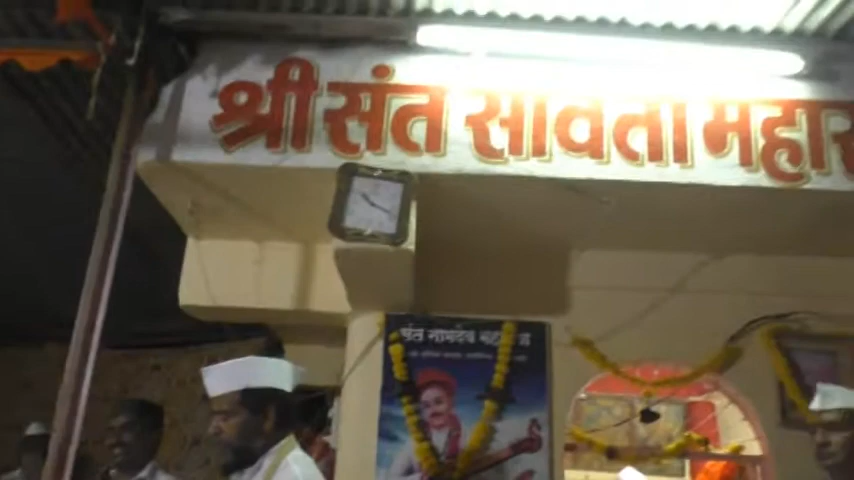 श्री संत सावता महारा
संत नामदेव महाराज